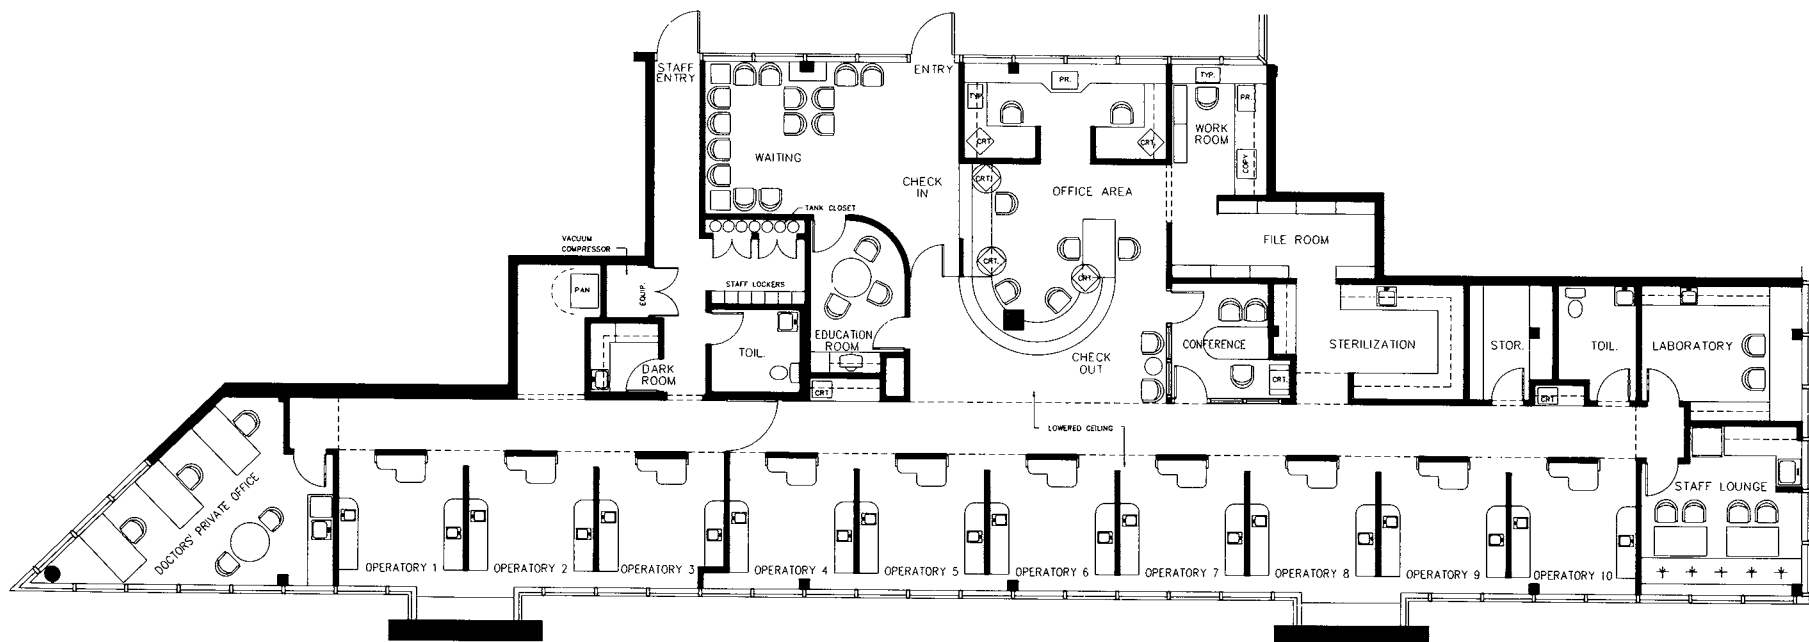 STAFF
ENTRY
ENTRY
PR.
TYP.
CRT.
CRT.
TYP.
PR.
WORK
ROOM
COPY
WAITING
CHECK
IN
CRT.
OFFICE AREA
TANK CLOSET
VACUUM
COMPRESSOR
FILE ROOM
CRT.
CRT.
PAN
EQUIP.
STAFF LOCKERS
EDUCATION
ROOM
TOIL.
DARK
ROOM
CRT
CHECK
OUT
CONFERENCE
CRT.
STERILIZATION
STOR.
TOIL.
LABORATORY
CRT
LOWERED CEILING
DOCTORS' PRIVATE OFFICE
STAFF LOUNGE
OPERATORY 1
OPERATORY 2
OPERATORY 3
OPERATORY 4
OPERATORY 5
OPERATORY 6
OPERATORY 7
OPERATORY 8
OPERATORY 9
OPERATORY 10